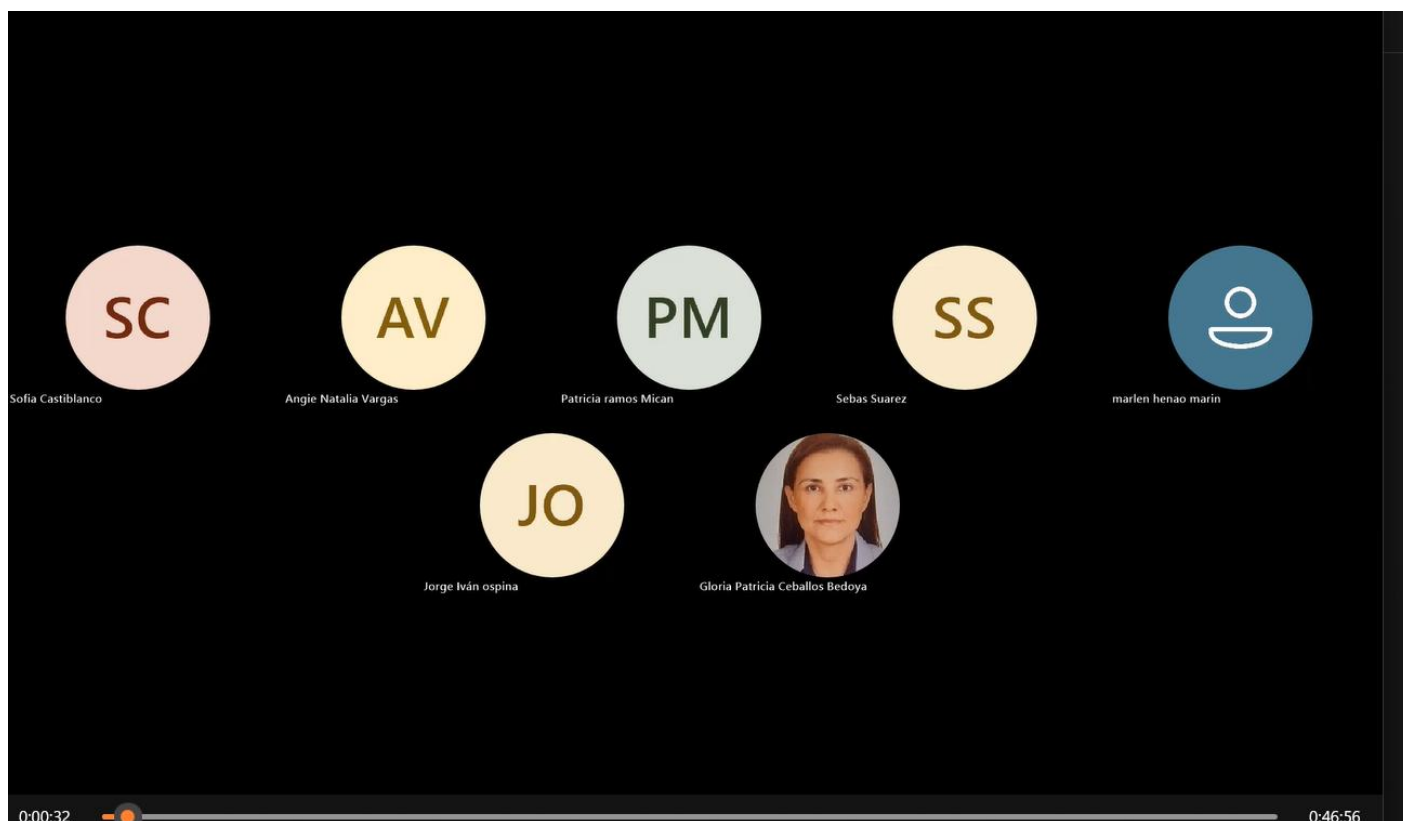 SC
AV
PM
SS
Sofia Castiblanco
Angie Natalia Vargas
Patricia ramos Mican
Sebas Suarez
marlen henao marin
JO
Jorge Iván ospina
Gloria Patricia Ceballos Bedoya
0:00:32
0:46:56